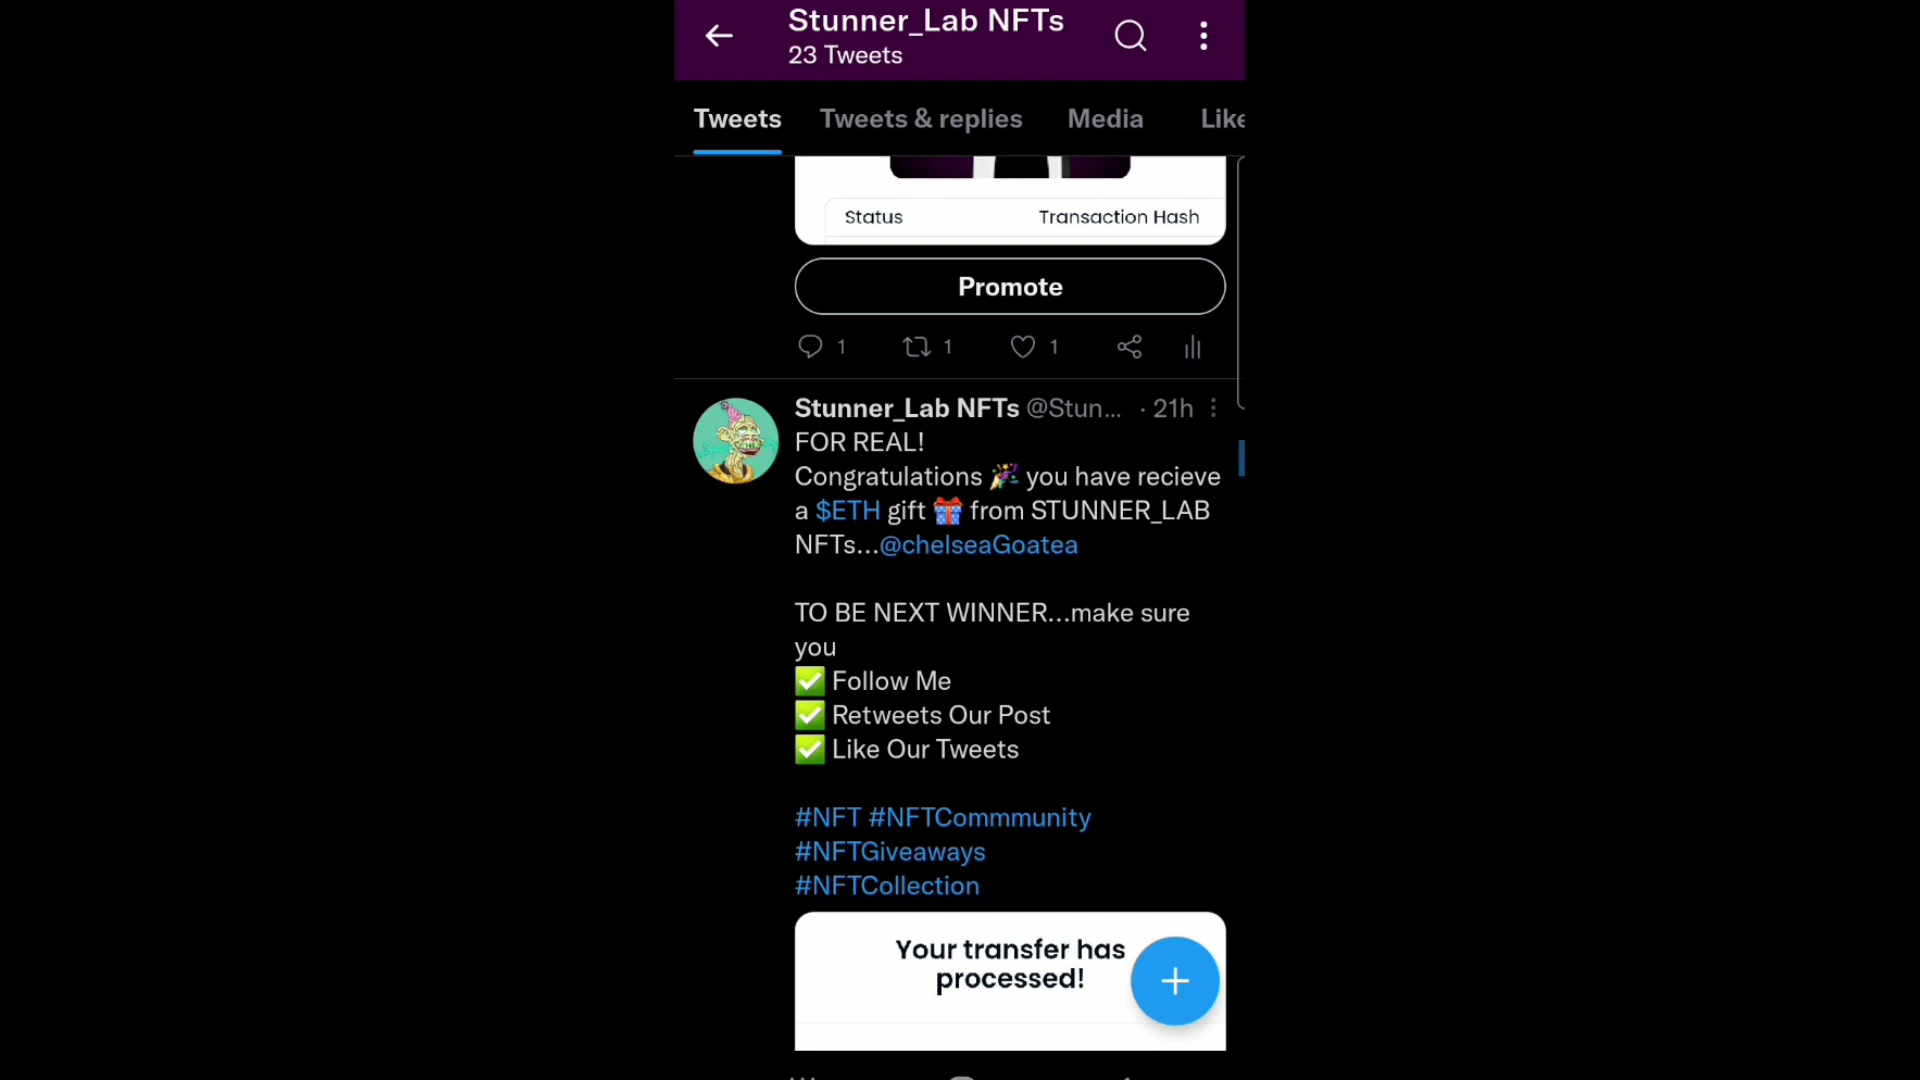 Stunner_Lab NFTs
23 Tweets
Tweets Tweets & replies Media Like
Status Transaction Hash
Promote
1 1 1
Stunner_Lab NFTs @Stun... · 21h
FOR REAL!
Congratulations 🎉 you have recieve
a $ETH gift 🎁 from STUNNER_LAB
NFTs...@chelseaGoatea
TO BE NEXT WINNER...make sure
you
✅ Follow Me
✅ Retweets Our Post
✅ Like Our Tweets
#NFT #NFTCommmunity
#NFTGiveaways
#NFTCollection
Your transfer has
processed!